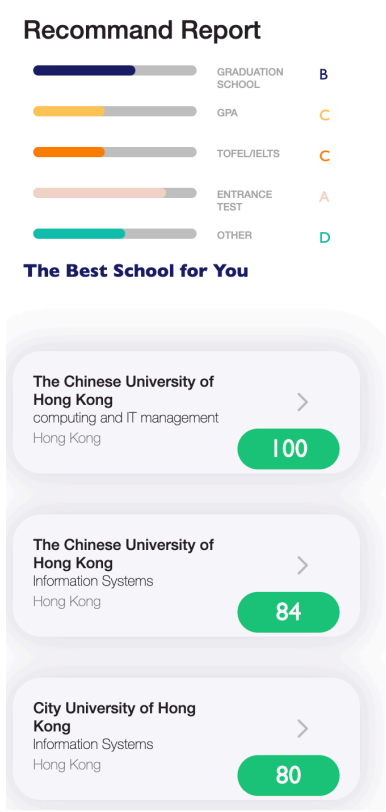 Recommand Report
GRADUATION
SCHOOL
B
GPA
C
TOFEL/IELTS
C
ENTRANCE
TEST
A
OTHER
D
The Best School for You
The Chinese University of
Hong Kong
computing and IT management
Hong Kong
100
The Chinese University of
Hong Kong
Information Systems
Hong Kong
84
City University of Hong
Kong
Information Systems
Hong Kong
80